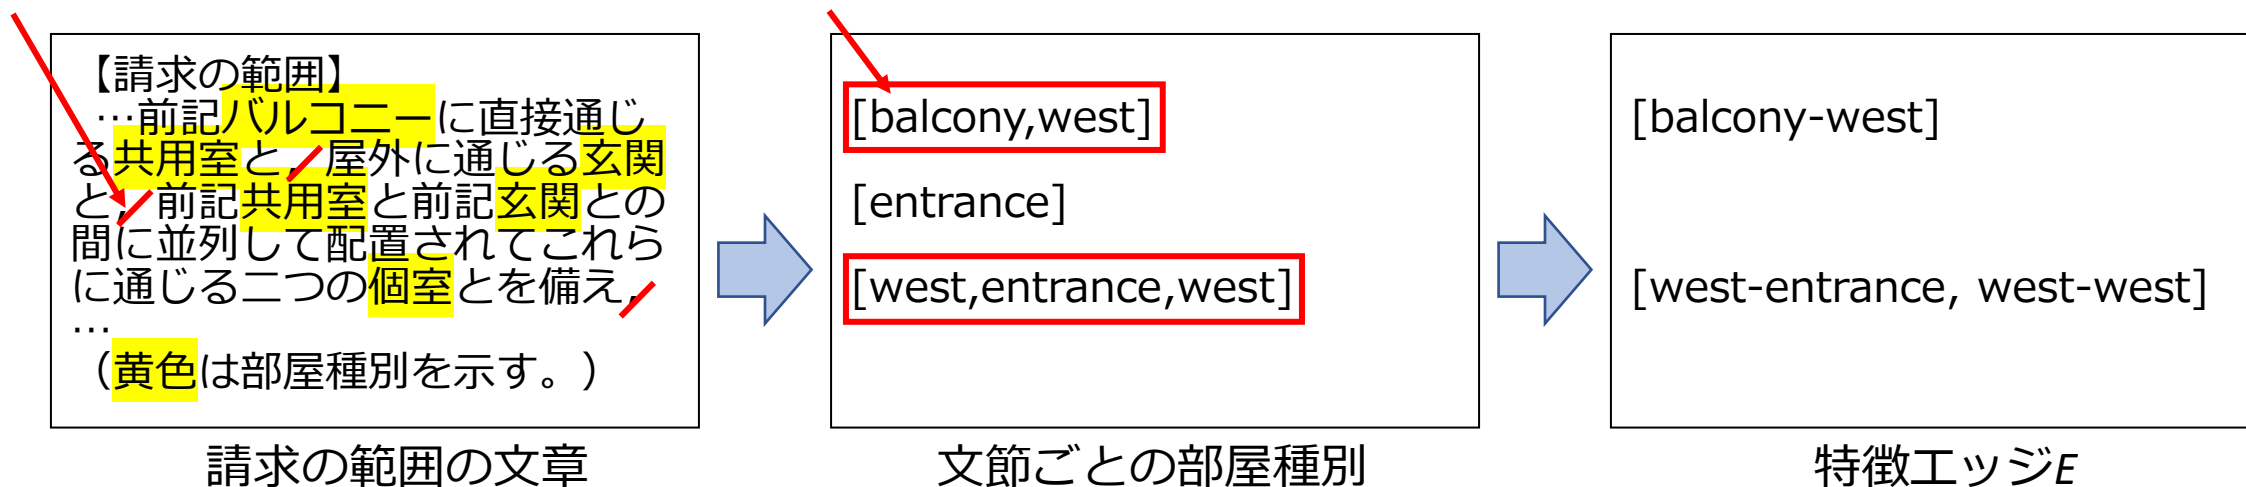 【請求の範囲】
…前記バルコニーに直接通じ
る共用室と,屋外に通じる玄関
と,前記共用室と前記玄関との
間に並列して配置されてこれら
に通じる二つの個室とを備え,
…
(黄色は部屋種別を示す。)
請求の範囲の文章
[balcony,west]
[entrance]
[west,entrance,west]
文節ごとの部屋種別
[balcony-west]
[west-entrance, west-west]
特徴エッジE